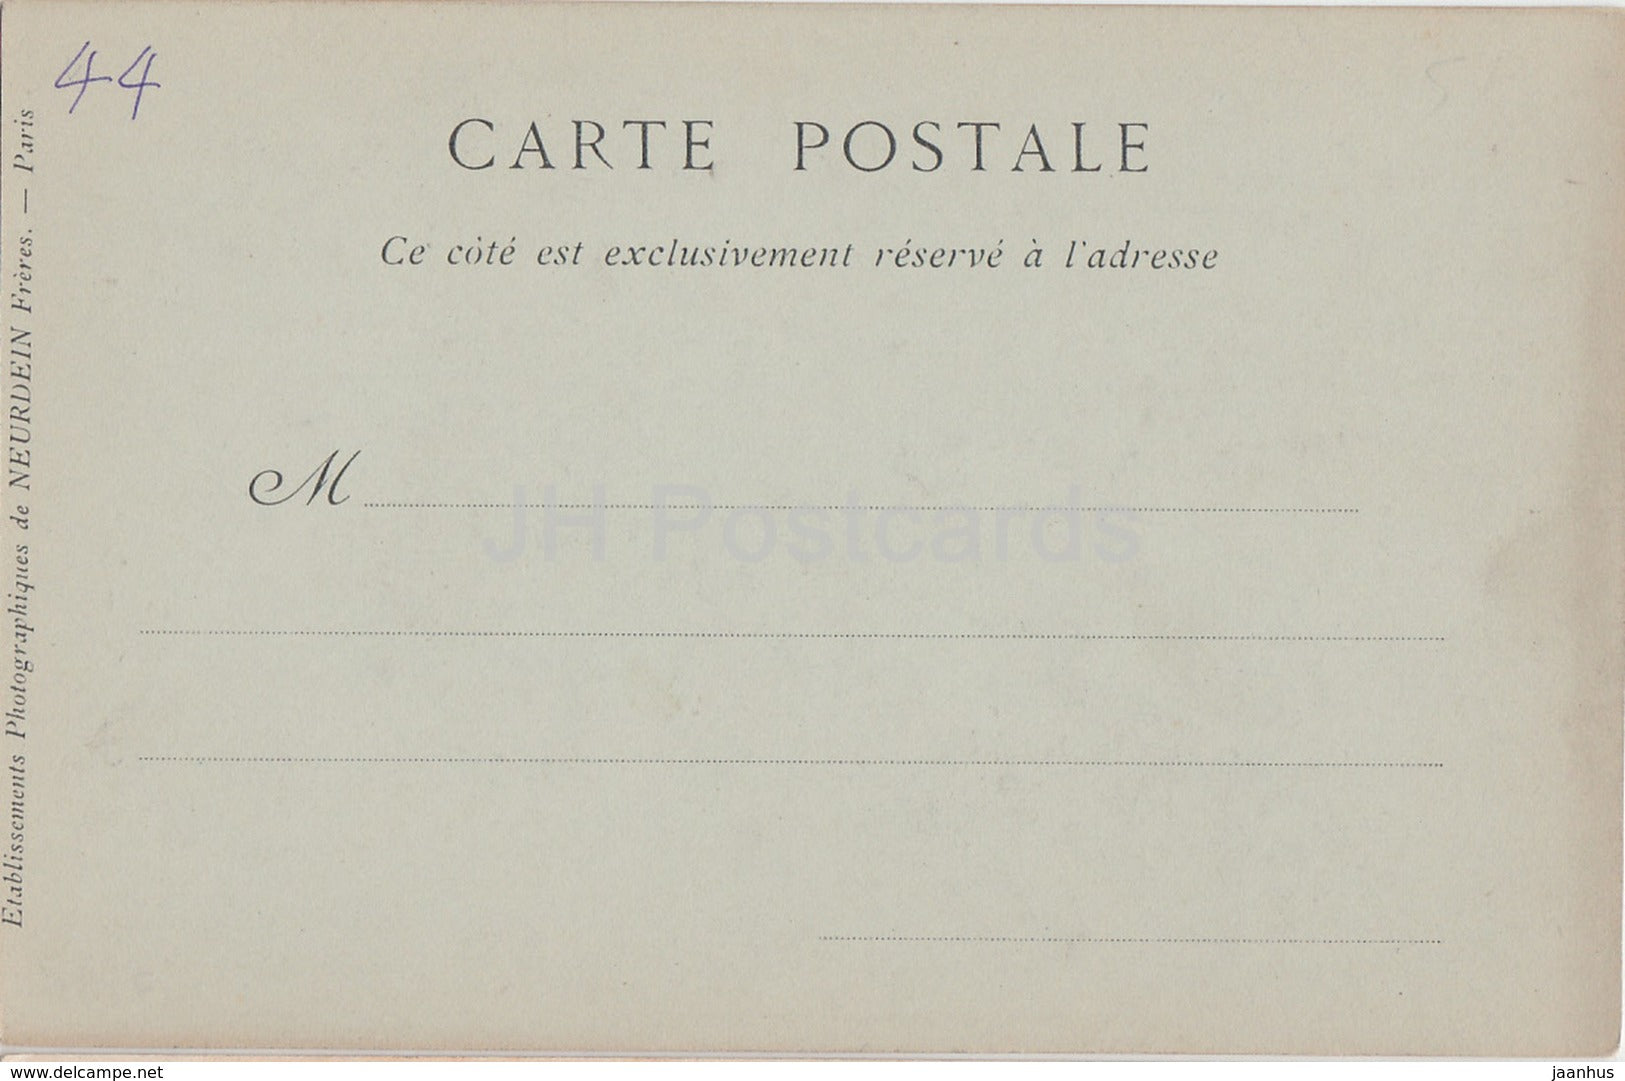 44
CARTE POSTALE
Ce côté est exclusivement réservé à l'adresse
M
JH Postcards
Etablissements Photographiques de NEURDEIN Frères. — Paris
www.delcampe.net
jaanhus